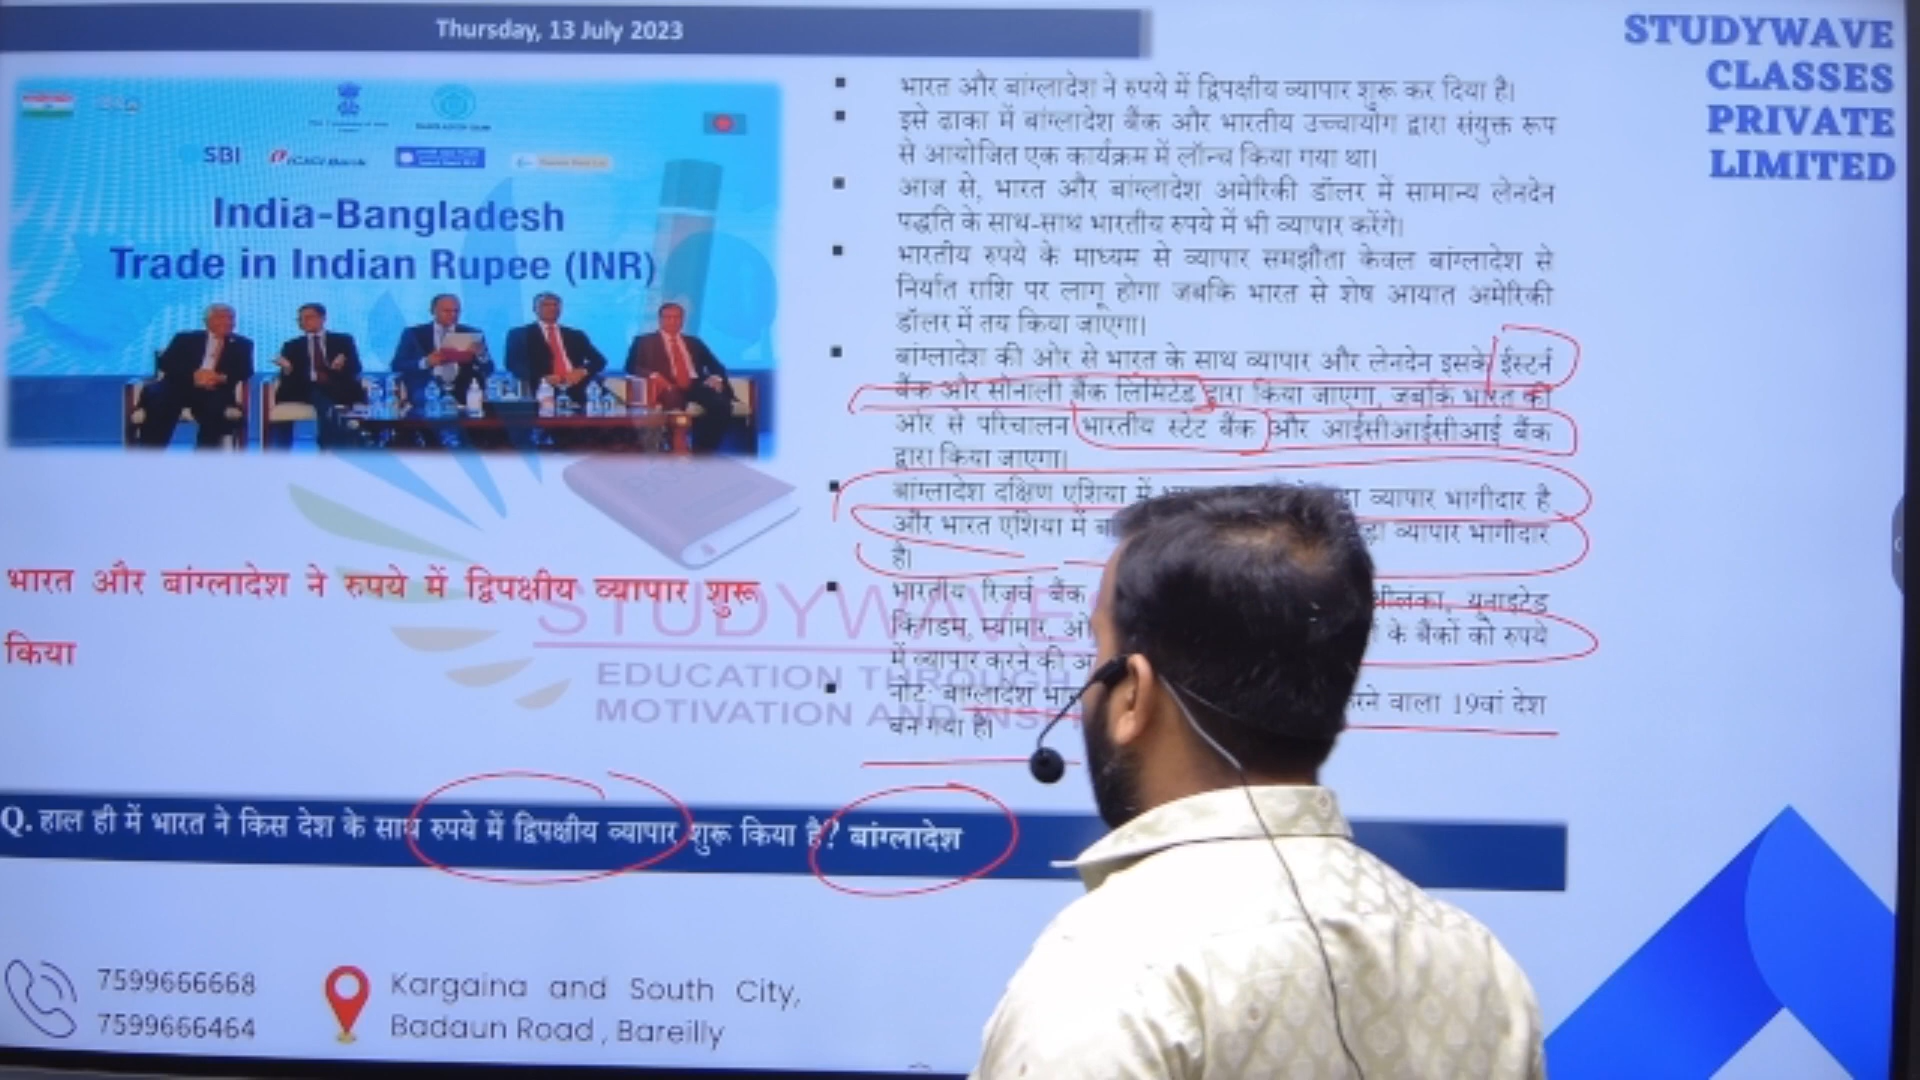 Thursday, 13 July 2023
STUDYWAVE
CLASSES
PRIVATE
LIMITED
SBI
ICICI Bank
India-Bangladesh
Trade in Indian Rupee (INR)
भारत और बांग्लादेश ने रुपये में द्विपक्षीय व्यापार शुरू
किया
भारत और बांग्लादेश ने रुपये में द्विपक्षीय व्यापार शुरू कर दिया है।
इसे ढाका में बांग्लादेश बैंक और भारतीय उच्चायोग द्वारा संयुक्त रूप
से आयोजित एक कार्यक्रम में लॉन्च किया गया था।
आज से, भारत और बांग्लादेश अमेरिकी डॉलर में सामान्य लेनदेन
पद्धति के साथ-साथ भारतीय रुपये में भी व्यापार करेंगे।
भारतीय रुपये के माध्यम से व्यापार समझौता केवल बांग्लादेश से
निर्यात राशि पर लागू होगा जबकि भारत से शेष आयात अमेरिकी
डॉलर में तय किया जाएगा।
बांग्लादेश की ओर से भारत के साथ व्यापार और लेनदेन इसके ईस्टर्न
बैंक और सोनाली बैंक लिमिटेड द्वारा किया जाएगा, जबकि भारत की
ओर से परिचालन भारतीय स्टेट बैंक और आईसीआईसीआई बैंक
द्वारा किया जाएगा।
बांग्लादेश दक्षिण एशिया में व्यापार भागीदार है
और भारत एशिया में व्यापार भागीदार
है।
भारतीय रिजर्व बैंक श्रीलंका, यूनाइटेड
किंगडम, म्यांमार, के बैंकों को रुपये
में व्यापार करने की
नोट: बांग्लादेश वाला 19वां देश
बन गया है।
STUDYWAVE
EDUCATION THROUGH
MOTIVATION AND
Q. हाल ही में भारत ने किस देश के साथ रुपये में द्विपक्षीय व्यापार शुरू किया है? बांग्लादेश
7599666668
7599666464
Kargaina and South City,
Badaun Road , Bareilly